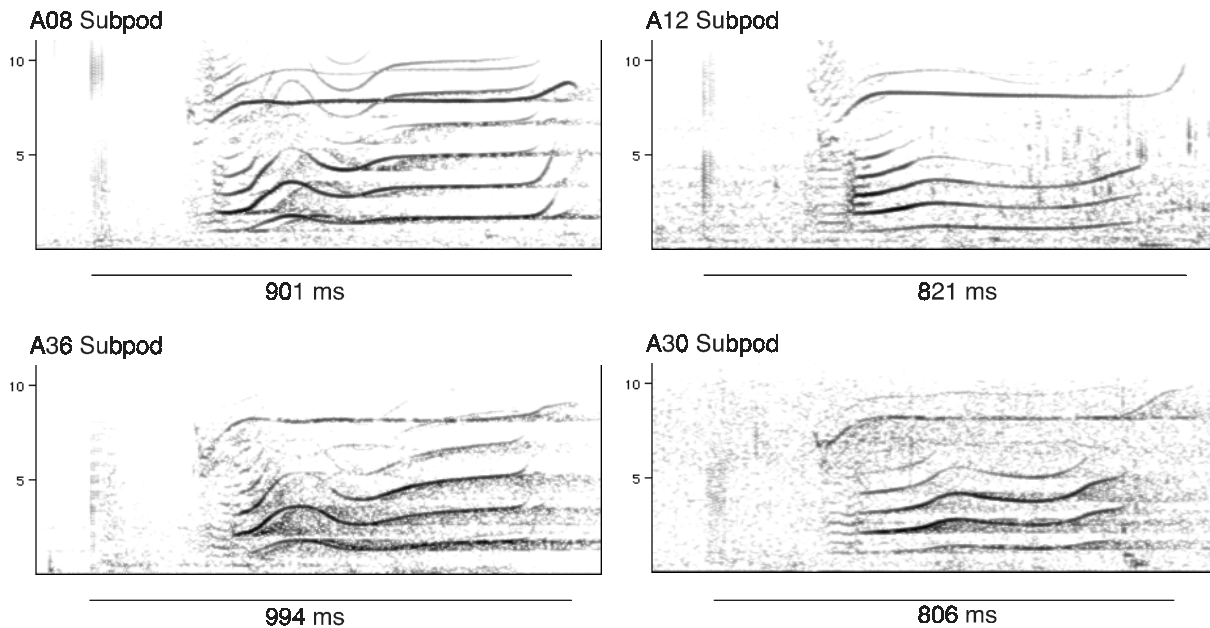 A08 Subpod
10
5
901 ms
A12 Subpod
10
5
821 ms
A36 Subpod
10
5
994 ms
A30 Subpod
10
5
806 ms